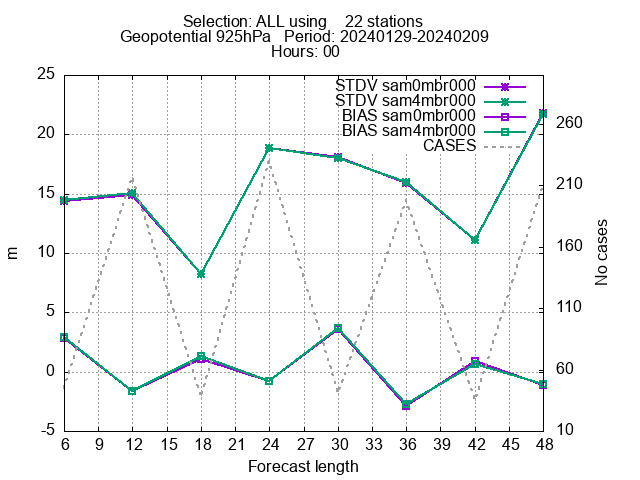 Selection: ALL using    22 stations
Geopotential 925hPa   Period: 20240129-20240209
Hours: 00
STDV sam0mbr000
STDV sam4mbr000
BIAS sam0mbr000
BIAS sam4mbr000
CASES
25
20
15
10
5
0
-5
m
260
210
160
110
60
10
No cases
6 9 12 15 18 21 24 27 30 33 36 39 42 45 48
Forecast length